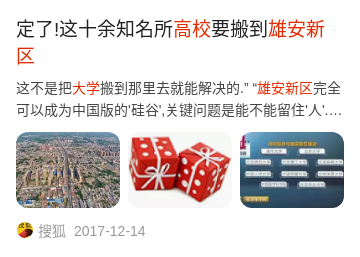 定了!这十余知名所高校要搬到雄安新
区
这不是把大学搬到那里去就能解决的.” “雄安新区完全
可以成为中国版的'硅谷',关键问题是能不能留住'人'....
搜狐 2017-12-14